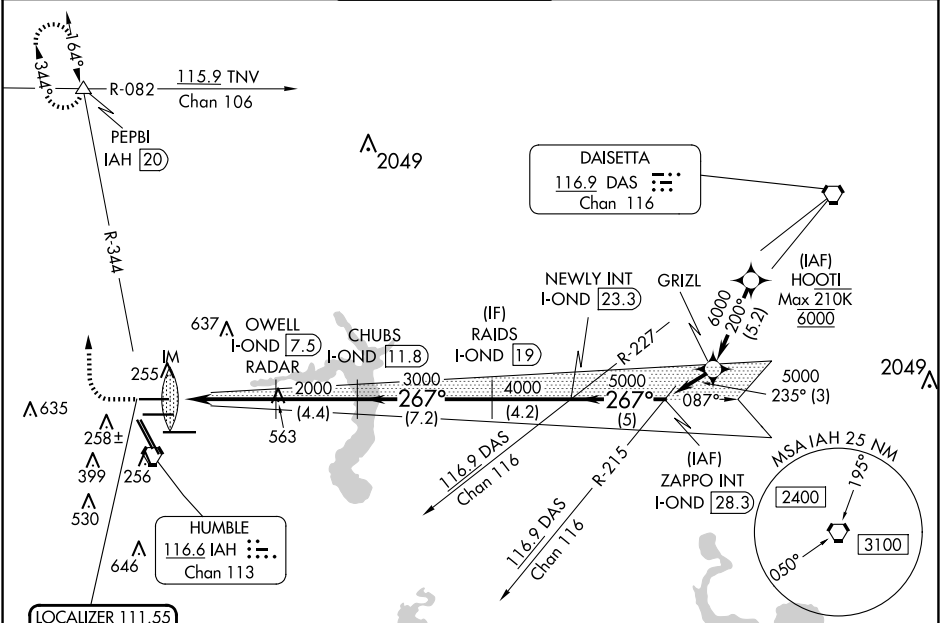 164°
344°
R-082
115.9 TNV
Chan 106
PEPBI
IAH 20
2049
DAISETTA
116.9 DAS
Chan 116
R-344
(IAF)
HOOTI
Max 210K
6000
6000
200°
(5.2)
NEWLY INT
I-OND 23.3
GRIZL
(IF)
RAIDS
I-OND 19
CHUBS
I-OND 11.8
637
OWELL
I-OND 7.5
RADAR
R-227
2049
IM
255
2000
3000
4000
5000
5000
267°
267°
087°
235° (3)
(4.4)
(7.2)
(4.2)
(5)
635
258±
563
399
256
530
646
116.9 DAS
Chan 116
R-215
116.9 DAS
Chan 116
(IAF)
ZAPPO INT
I-OND 28.3
MSA IAH 25 NM
195°
2400
3100
050°
HUMBLE
116.6 IAH
Chan 113
LOCALIZER 111.55